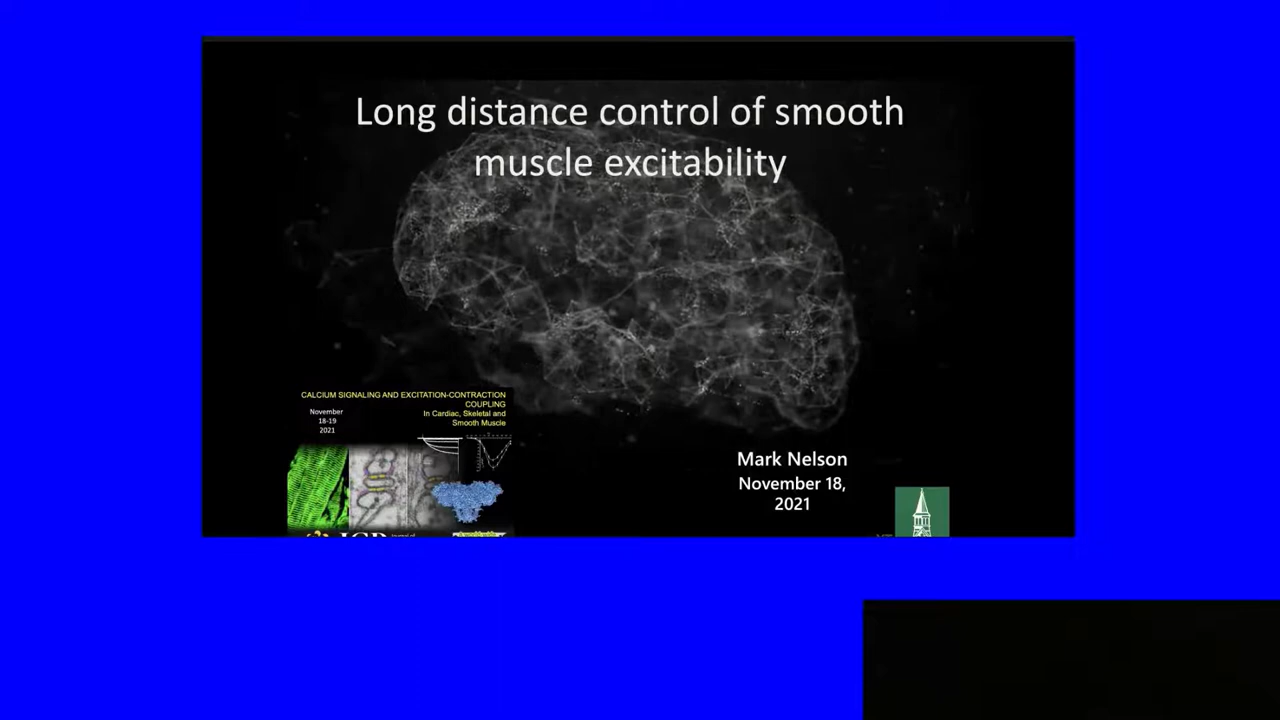 Long distance control of smooth
muscle excitability
CALCIUM SIGNALING AND EXCITATION-CONTRACTION
COUPLING
In Cardiac, Skeletal and
Smooth Muscle
November
18-19
2021
Mark Nelson
November 18,
2021